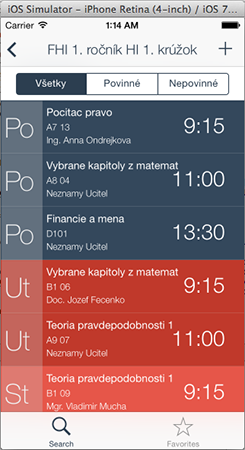 iOS Simulator – iPhone Retina (4-inch) / iOS 7...
Carrier 1:14 AM
FHI 1. ročník HI 1. krúžok
Všetky Povinné Nepovinné
Po
Pocitac pravo
A7 13
Ing. Anna Ondrejkova
9:15
Po
Vybrane kapitoly z matemat
A8 04
Neznamy Ucitel
11:00
Po
Financie a mena
D101
Neznamy Ucitel
13:30
Ut
Vybrane kapitoly z matemat
B1 06
Doc. Jozef Fecenko
9:15
Ut
Teoria pravdepodobnosti 1
A9 07
Neznamy Ucitel
11:00
St
Teoria pravdepodobnosti 1
B1 09
Mgr. Vladimir Mucha
9:15
Search Favorites